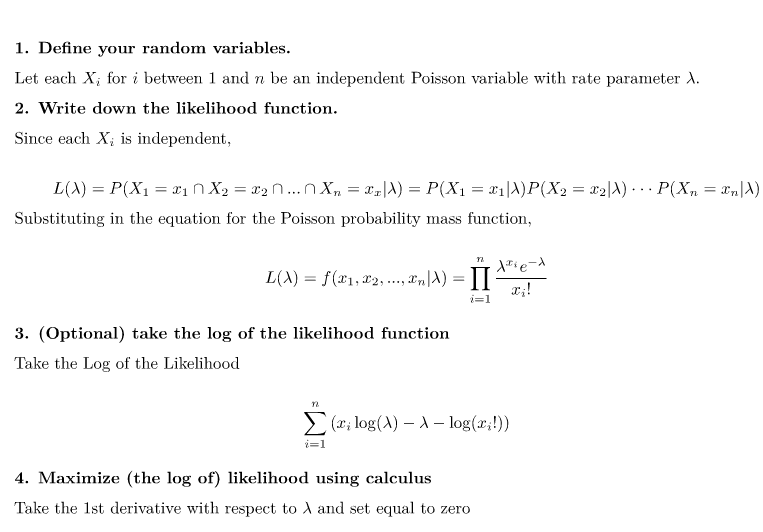 1. Define your random variables.
Let each X_i for i between 1 and n be an independent Poisson variable with rate parameter λ.
2. Write down the likelihood function.
Since each X_i is independent,
L(λ) = P(X_1 = x_1 ∩ X_2 = x_2 ∩ ... ∩ X_n = x_x|λ) = P(X_1 = x_1|λ)P(X_2 = x_2|λ) ⋯ P(X_n = x_n|λ)
Substituting in the equation for the Poisson probability mass function,
L(λ) = f(x_1, x_2, ..., x_n|λ) = ∏_{i=1}^{n} \frac{λ^{x_i} e^{−λ}}{x_i!}
3. (Optional) take the log of the likelihood function
Take the Log of the Likelihood
∑_{i=1}^{n} (x_i log(λ) − λ − log(x_i!))
4. Maximize (the log of) likelihood using calculus
Take the 1st derivative with respect to λ and set equal to zero